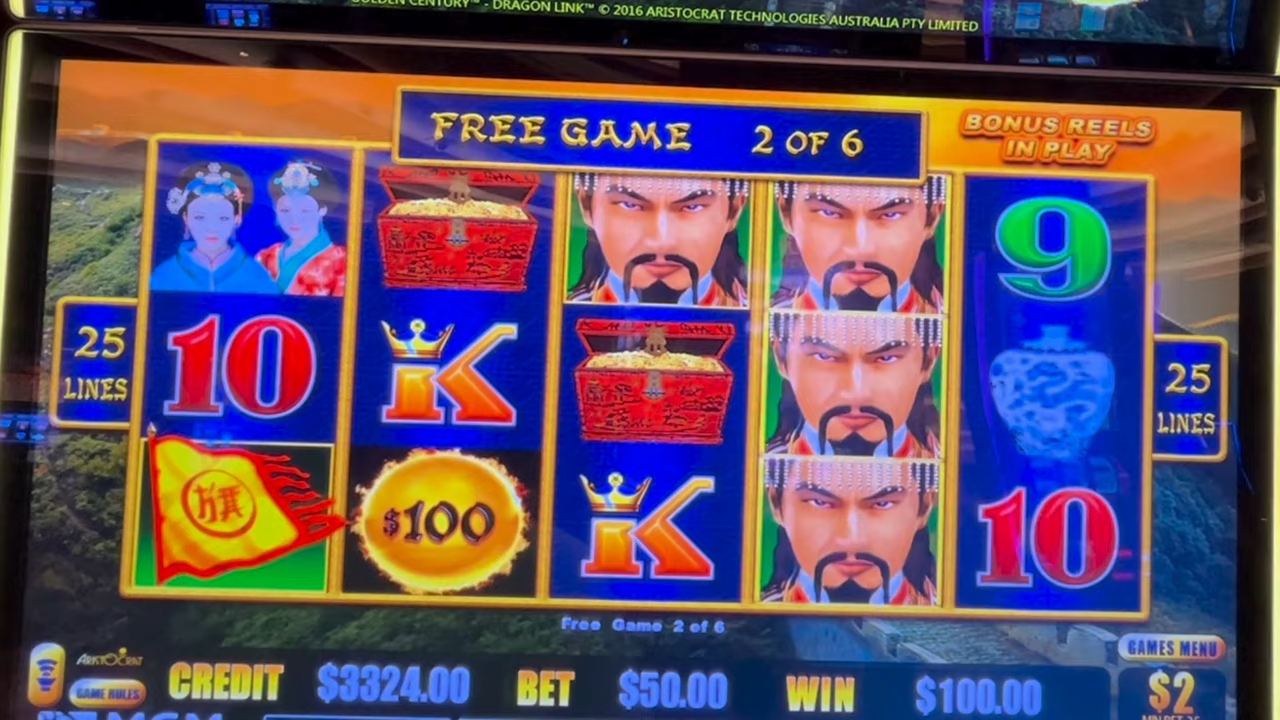 GOLDEN CENTURY™ - DRAGON LINK™ © 2016 ARISTOCRAT TECHNOLOGIES AUSTRALIA PTY LIMITED
FREE GAME 2 OF 6
BONUS REELS
IN PLAY
9
25
LINES
10
K
25
LINES
$100
K
10
Free Game 2 of 6
GAMES MENU
ARISTOCRAT
GAME RULES
CREDIT $3324.00 BET $50.00 WIN $100.00
$2
MGM